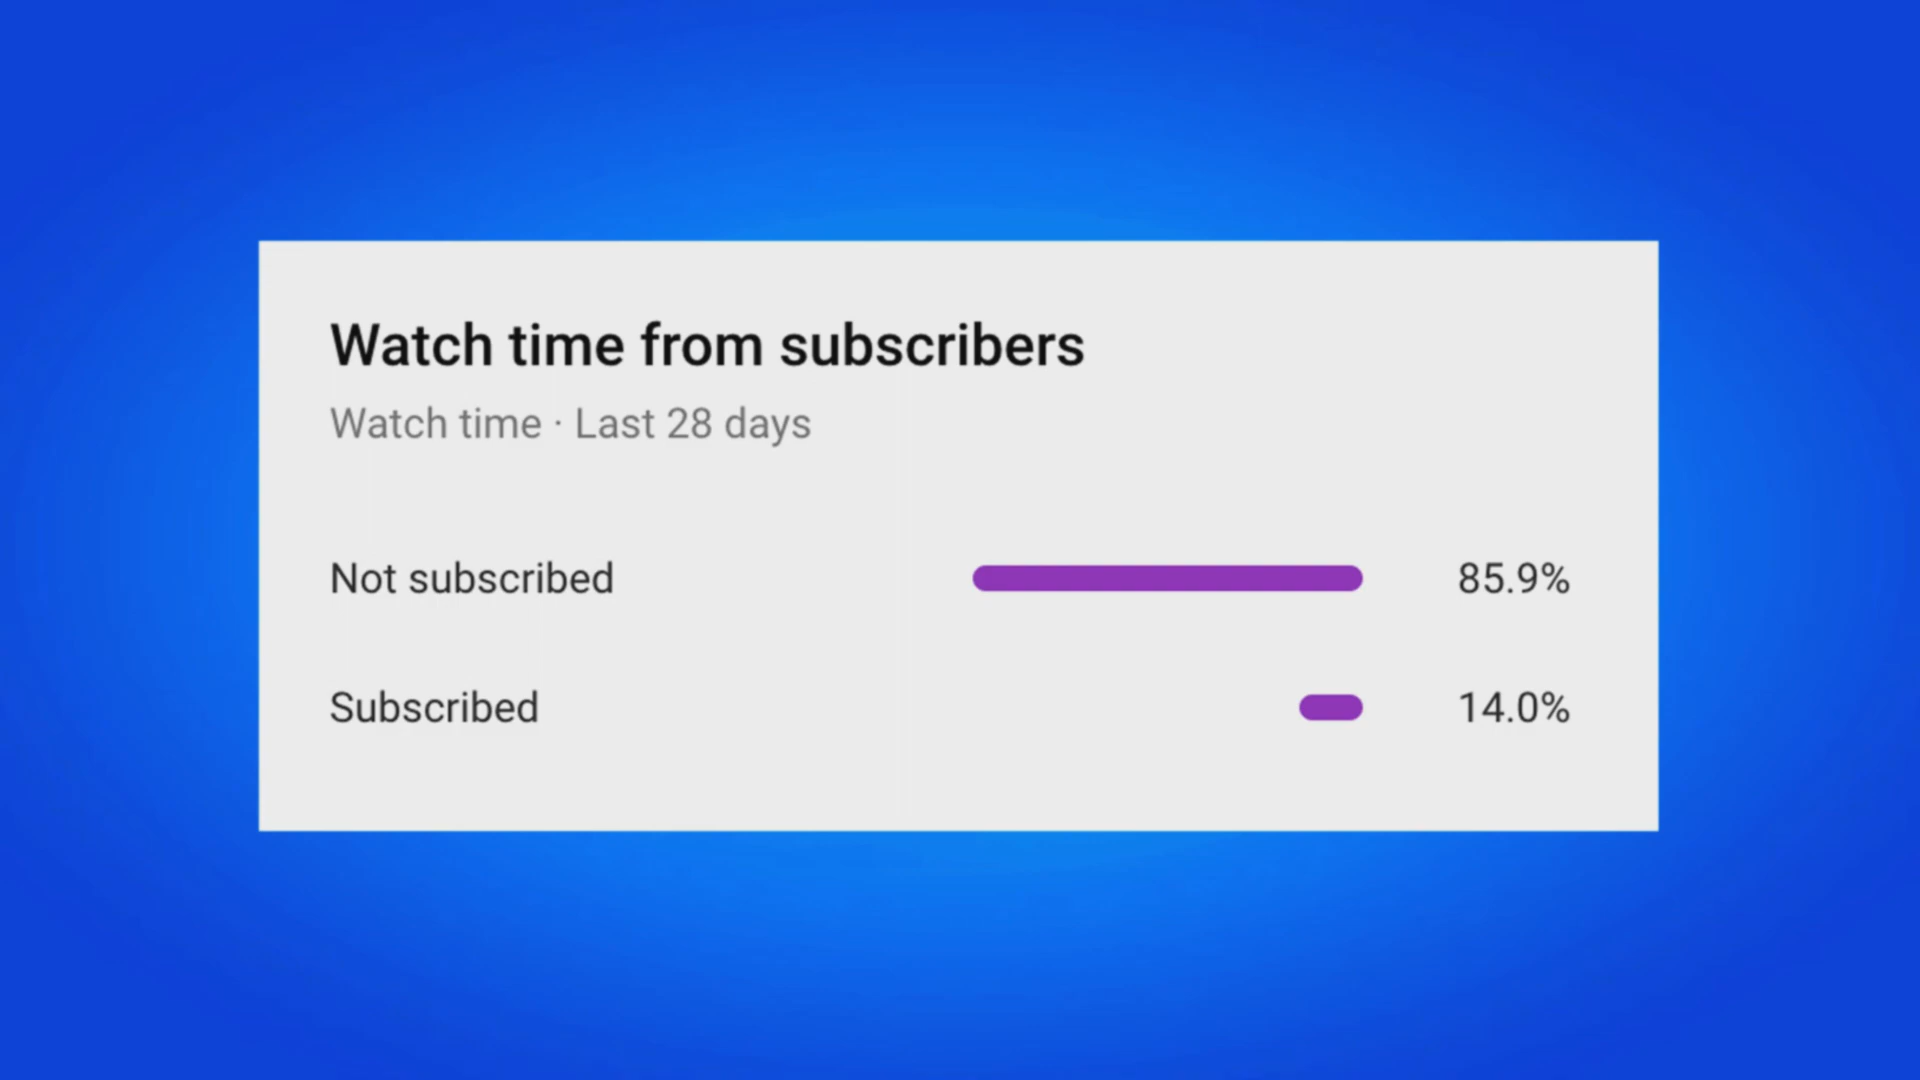 Watch time from subscribers
Watch time · Last 28 days
Not subscribed 85.9%
Subscribed 14.0%